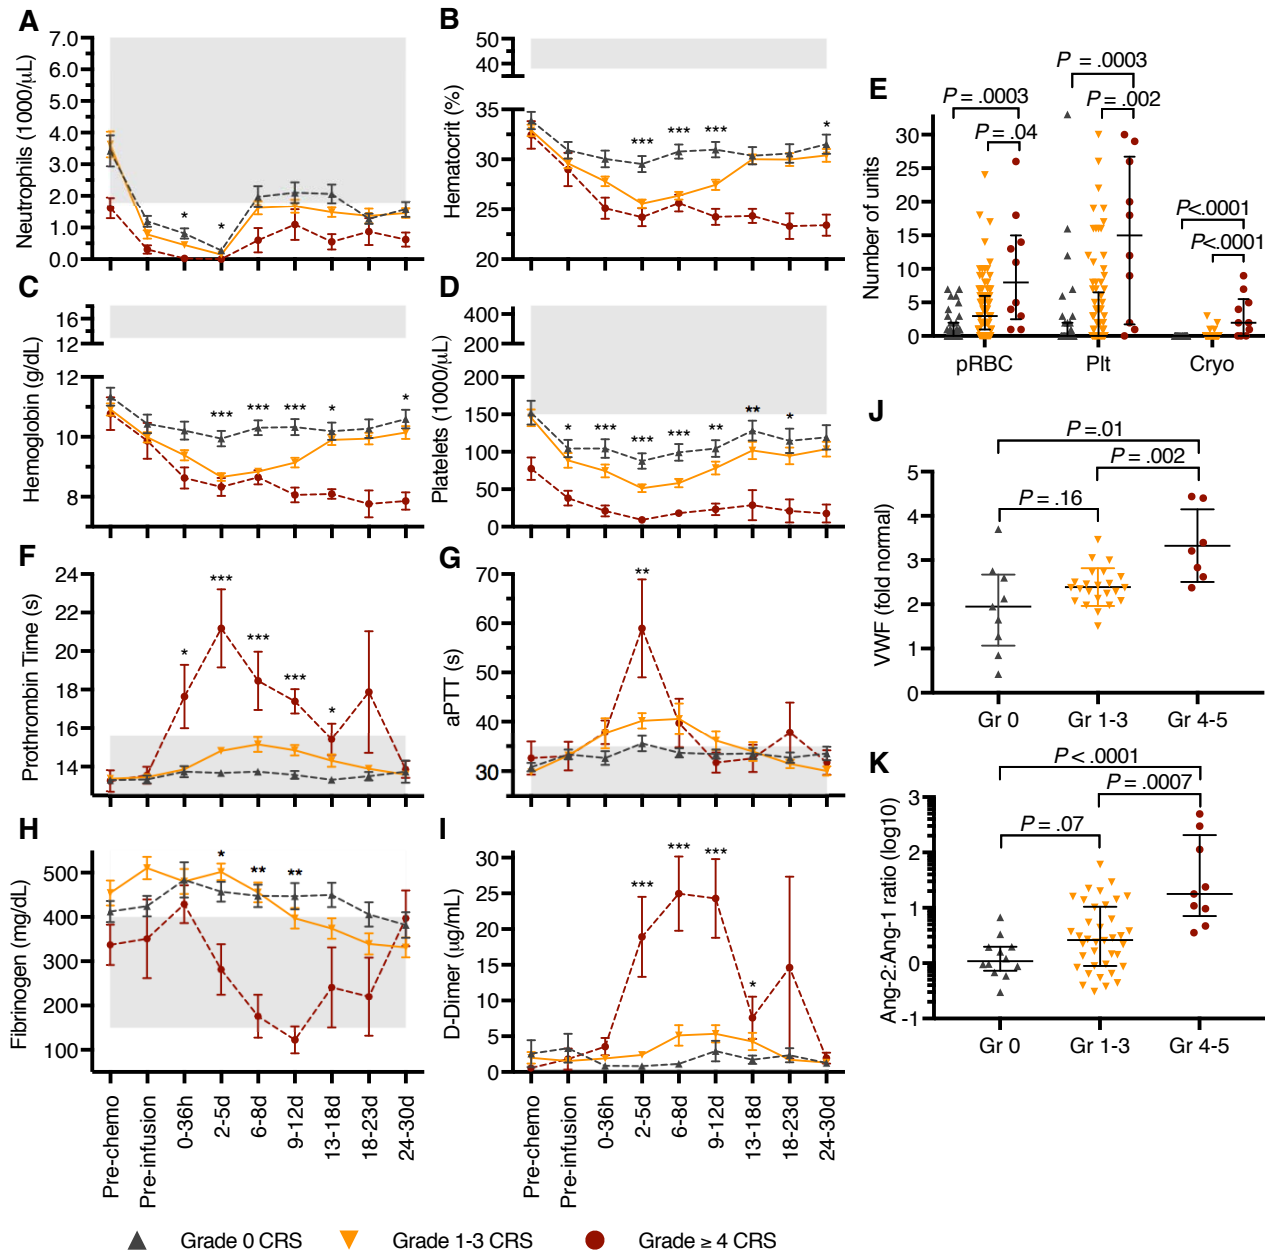 A
Neutrophils (1000/µL)
7.0
6.0
5.0
4.0
3.0
2.0
1.0
0.0
*
*
B
Hematocrit (%)
50
40
35
30
25
20
***
***
***
*
C
Hemoglobin (g/dL)
16
12
12
10
8
***
***
***
*
*
D
Platelets (1000/µL)
400
200
200
150
100
50
0
*
***
***
***
**
**
*
E
Number of units
30
25
20
15
10
5
0
P = .0003
P = .04
P = .0003
P = .002
P<.0001
P<.0001
pRBC
Plt
Cryo
F
Prothrombin Time (s)
24
22
20
18
16
14
*
***
***
***
*
G
aPTT (s)
70
60
50
40
30
**
H
Fibrinogen (mg/dL)
500
400
300
200
100
*
**
**
Pre-chemo
Pre-infusion
0-36h
2-5d
6-8d
9-12d
13-18d
18-23d
24-30d
I
D-Dimer (µg/mL)
30
25
20
15
10
5
0
***
***
***
*
Pre-chemo
Pre-infusion
0-36h
2-5d
6-8d
9-12d
13-18d
18-23d
24-30d
J
VWF (fold normal)
5
4
3
2
1
0
P = .01
P = .002
P = .16
Gr 0
Gr 1-3
Gr 4-5
K
Ang-2:Ang-1 ratio (log10)
3
2
1
0
-1
P < .0001
P = .0007
P = .07
Gr 0
Gr 1-3
Gr 4-5
Grade 0 CRS
Grade 1-3 CRS
Grade ≥ 4 CRS